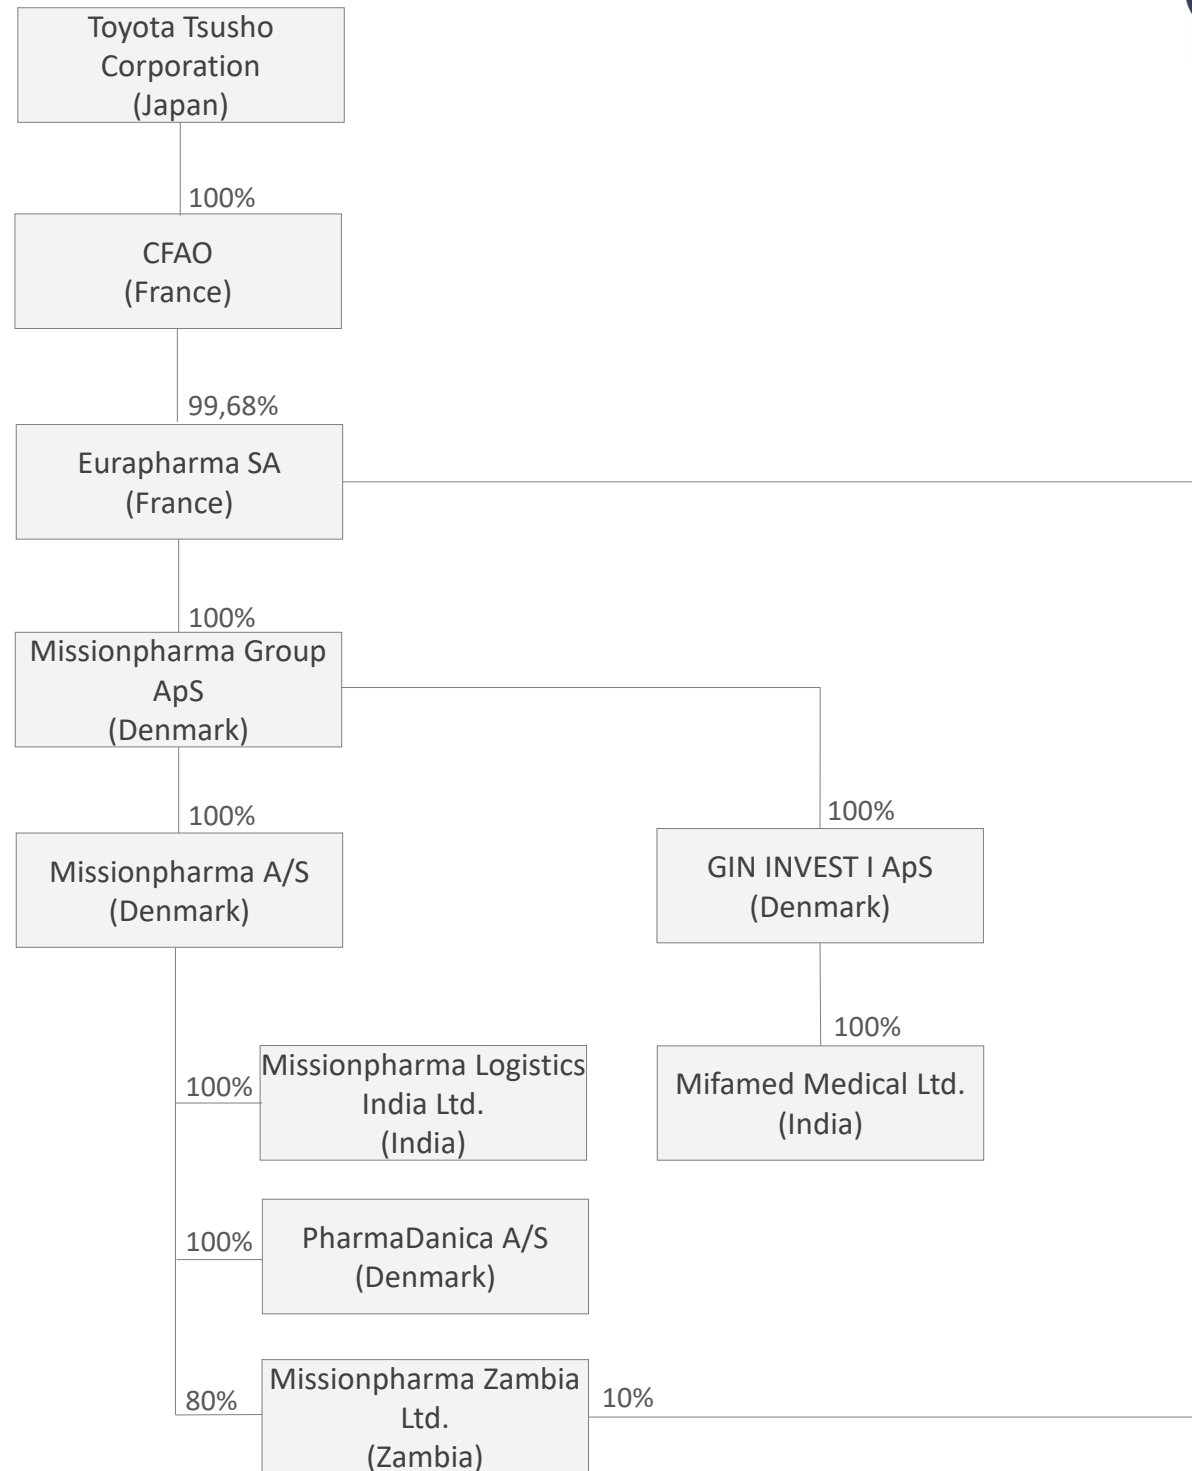 Toyota Tsusho
Corporation
(Japan)
100%
CFAO
(France)
99,68%
Eurapharma SA
(France)
100%
Missionpharma Group
ApS
(Denmark)
100%
Missionpharma A/S
(Denmark)
100%
GIN INVEST I ApS
(Denmark)
100%
Mifamed Medical Ltd.
(India)
100%
Missionpharma Logistics
India Ltd.
(India)
100%
PharmaDanica A/S
(Denmark)
80%
Missionpharma Zambia
Ltd.
(Zambia)
10%